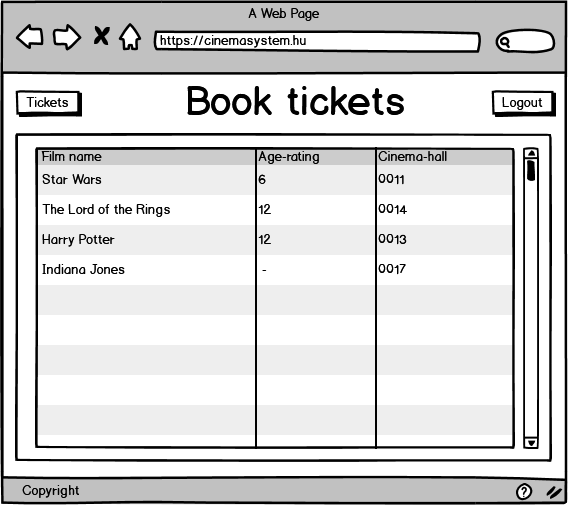 A Web Page
https://cinemasystem.hu
Tickets
Book tickets
Logout
Film name Age-rating Cinema-hall
Star Wars 6 0011
The Lord of the Rings 12 0014
Harry Potter 12 0013
Indiana Jones - 0017
Copyright ?